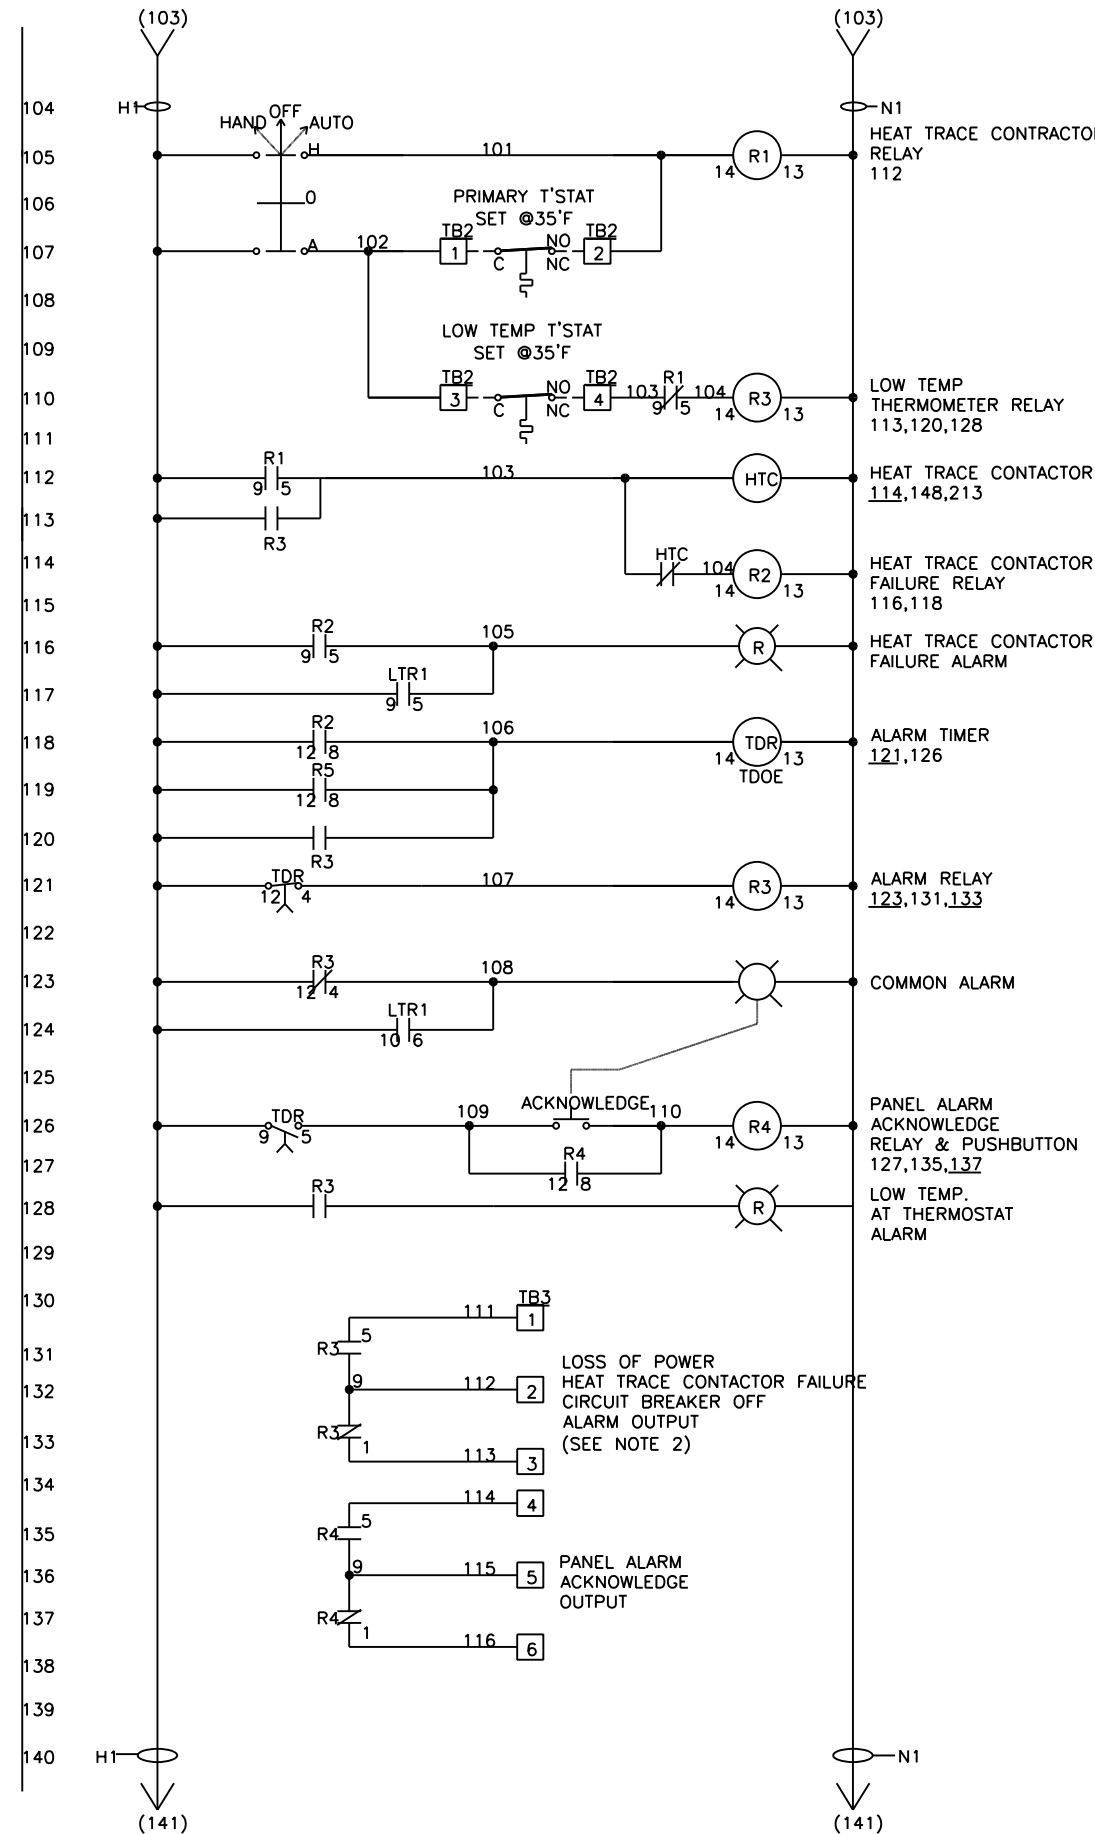 (103) (103)
104 H1 N1
HAND OFF AUTO
HEAT TRACE CONTRACTO
105 H 101 R1 RELAY
14 13 112
106 O PRIMARY T'STAT
SET @35'F
TB2 NO TB2
107 A 102 1 C NC 2
108
109 LOW TEMP T'STAT
SET @35'F
TB2 NO TB2 R1 LOW TEMP
110 3 C NC 4 103 9 5 104 R3 THERMOMETER RELAY
14 13 113,120,128
111
R1
112 9 5 103 HTC HEAT TRACE CONTACTOR
114,148,213
113
R3
114 HTC 104 R2 HEAT TRACE CONTACTOR
14 13 FAILURE RELAY
115 116,118
R2 105
116 9 5 R HEAT TRACE CONTACTOR
FAILURE ALARM
LTR1
117 9 5
R2 106
118 12 8 TDR ALARM TIMER
14 13 121,126
R5 TDOE
119 12 8
120
R3
TDR
121 12 4 107 R3 ALARM RELAY
14 13 123,131,133
122
R3 108
123 12 4 COMMON ALARM
LTR1
124 10 6
125
TDR 109 ACKNOWLEDGE 110 PANEL ALARM
126 9 5 R4 ACKNOWLEDGE
14 13 RELAY & PUSHBUTTON
127 R4 127,135,137
12 8
R3 LOW TEMP.
128 R AT THERMOSTAT
ALARM
129
130 TB3
111 1
5
131 R3
LOSS OF POWER
132 9 112 2 HEAT TRACE CONTACTOR FAILURE
CIRCUIT BREAKER OFF
ALARM OUTPUT
133 R3 1 (SEE NOTE 2)
113 3
134
114 4
5
135 R4
PANEL ALARM
136 9 115 5 ACKNOWLEDGE
OUTPUT
137 R4
1
116 6
138
139
140 H1 N1
(141) (141)